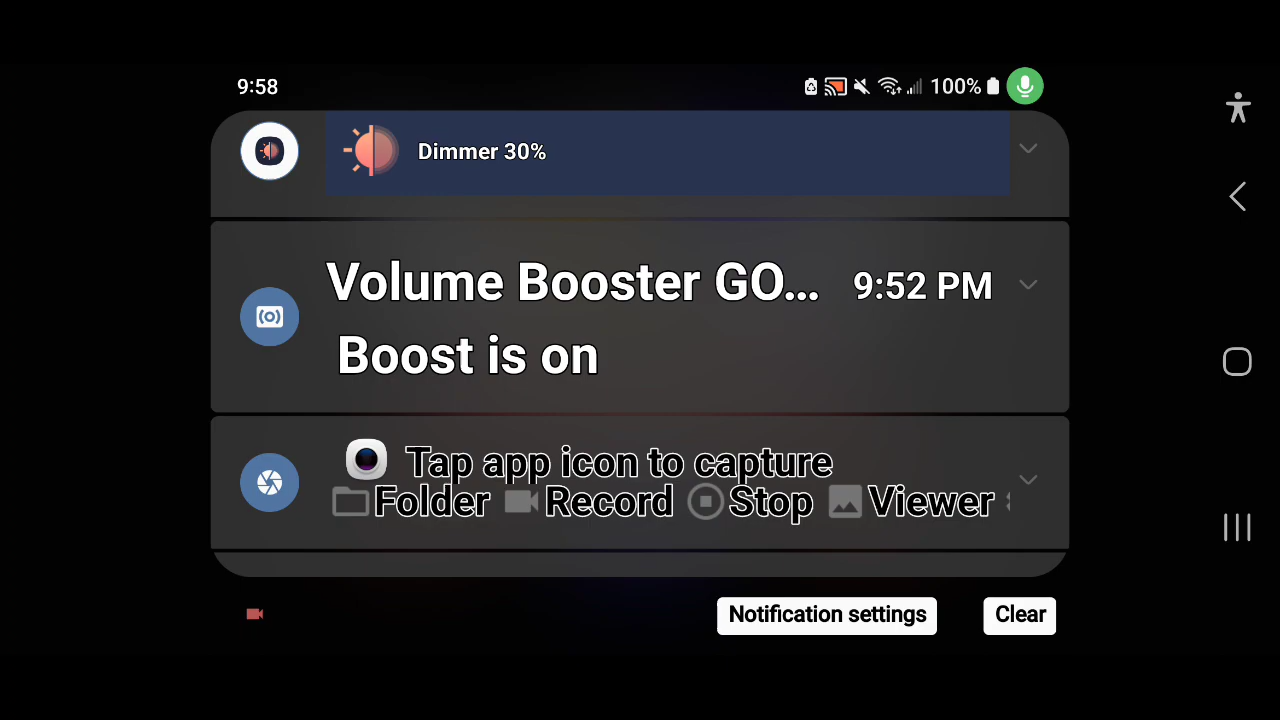 9:58 100%
Dimmer 30%
Volume Booster GO... 9:52 PM
Boost is on
Tap app icon to capture
Folder Record Stop Viewer
Notification settings Clear